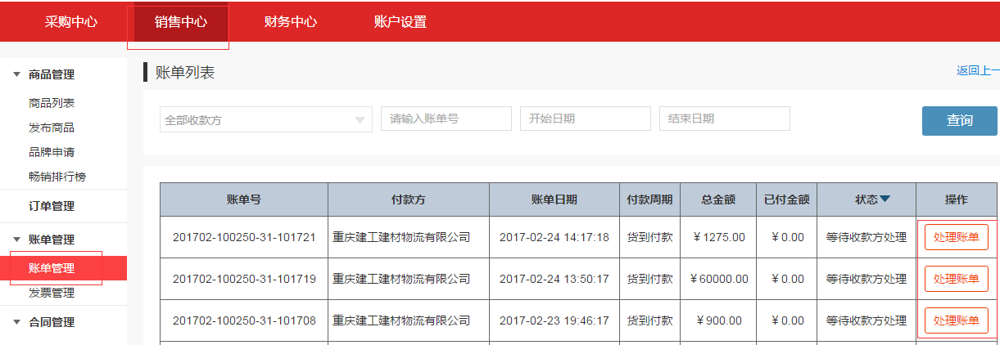 采购中心 销售中心 财务中心 账户设置
商品管理
商品列表
发布商品
品牌申请
畅销排行榜
订单管理
账单管理
账单管理
发票管理
合同管理
账单列表 返回上一
全部收款方 请输入账单号 开始日期 结束日期 查询
账单号 付款方 账单日期 付款周期 总金额 已付金额 状态 操作
201702-100250-31-101721 重庆建工建材物流有限公司 2017-02-24 14:17:18 货到付款 ¥1275.00 ¥0.00 等待收款方处理 处理账单
201702-100250-31-101719 重庆建工建材物流有限公司 2017-02-24 13:50:17 货到付款 ¥60000.00 ¥0.00 等待收款方处理 处理账单
201702-100250-31-101708 重庆建工建材物流有限公司 2017-02-23 19:46:17 货到付款 ¥900.00 ¥0.00 等待收款方处理 处理账单